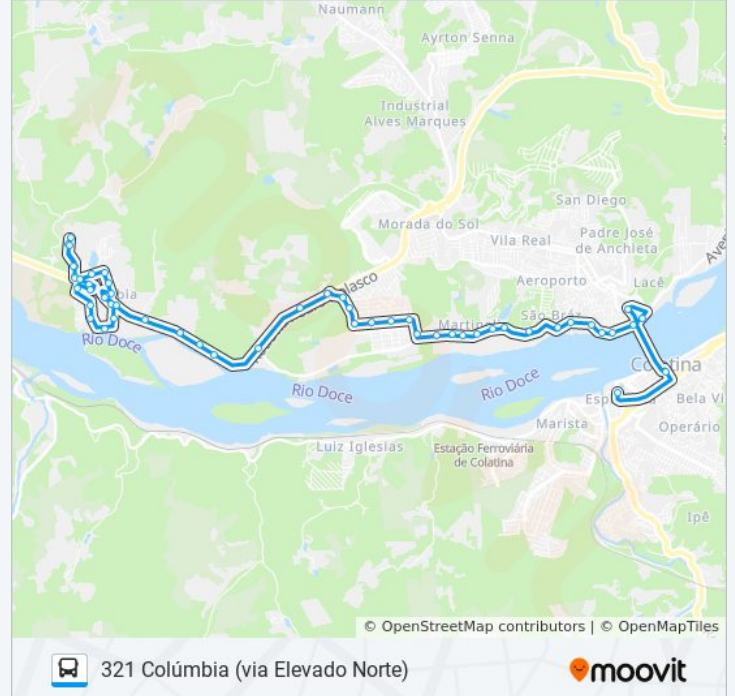 Naumann
Ayrton Senna
Industrial
Alves Marques
San Diego
Morada do Sol
Padre José
de Anchieta
Vila Real
Aeroporto
Lacê
São Bráz
Rio Doce
Rio Doce
Rio Doce
Colatina
Bela Vi
Marista
Operário
Luiz Iglesias
Estação Ferroviária
de Colatina
Ipê
© OpenStreetMap contributors | © OpenMapTiles
321 Colúmbia (via Elevado Norte)
moovit